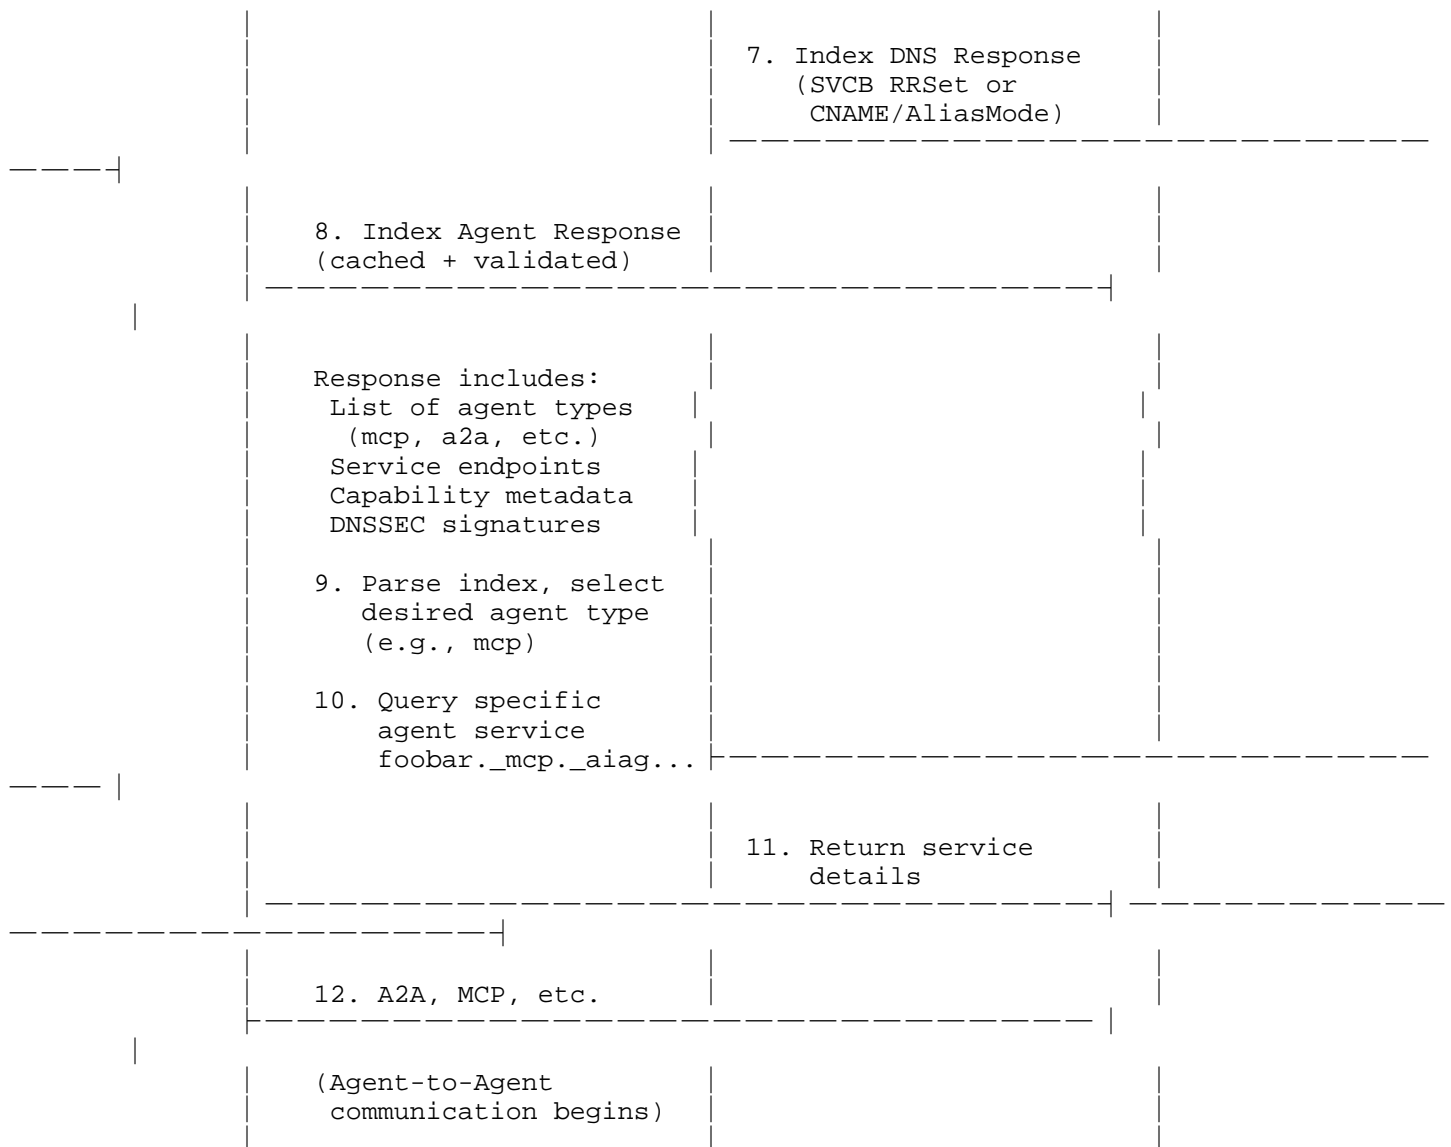 7. Index DNS Response
(SVCB RRSet or
CNAME/AliasMode)
8. Index Agent Response
(cached + validated)
Response includes:
List of agent types
(mcp, a2a, etc.)
Service endpoints
Capability metadata
DNSSEC signatures
9. Parse index, select
desired agent type
(e.g., mcp)
10. Query specific
agent service
foobar._mcp._aiag...
11. Return service
details
12. A2A, MCP, etc.
(Agent-to-Agent
communication begins)